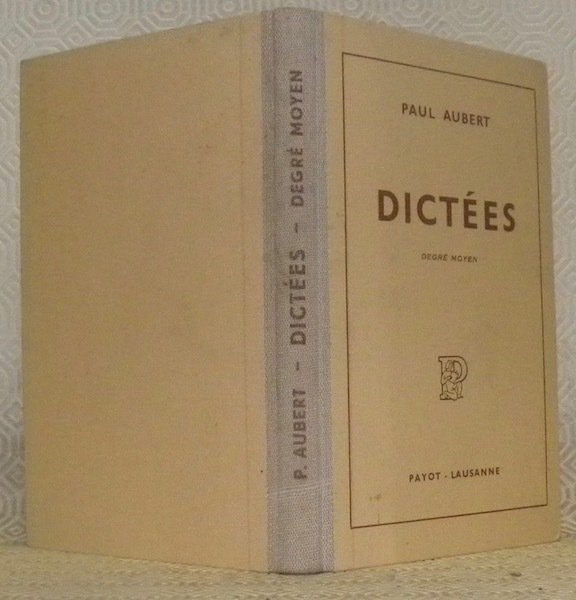 P. AUBERT - DICTÉES - DEGRÉ MOYEN
PAUL AUBERT
DICTÉES
DEGRÉ MOYEN
P
PAYOT - LAUSANNE